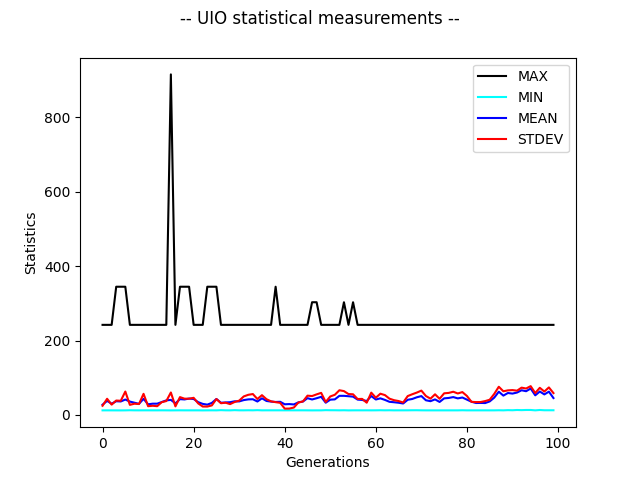 -- UIO statistical measurements --
MAX
MIN
MEAN
STDEV
Statistics
800
600
400
200
0
0 20 40 60 80 100
Generations